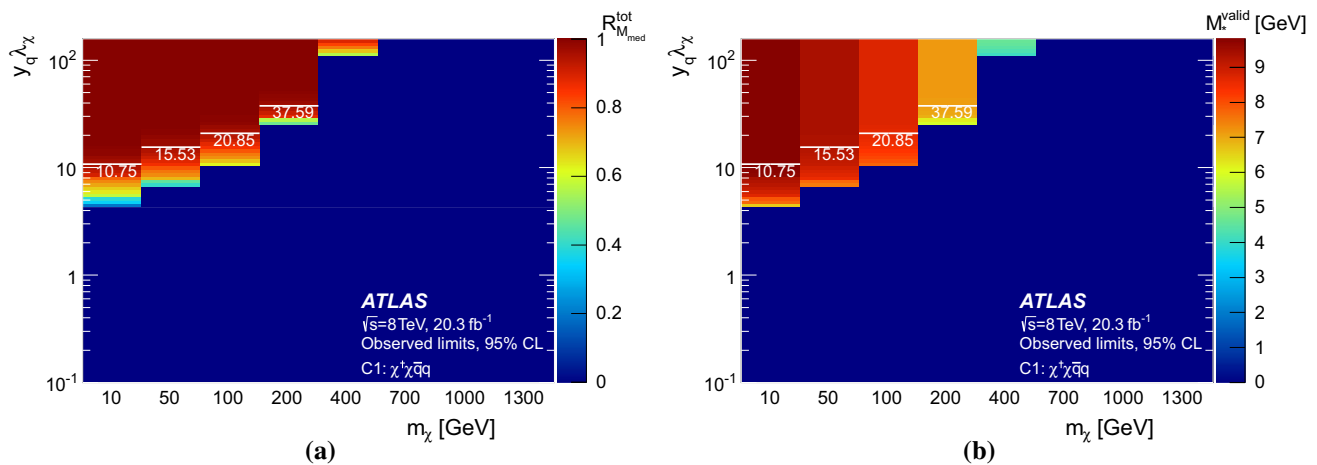 R^tot_M_med
y_q λ_χ
10²
10
1
10⁻¹
37.59
20.85
15.53
10.75
ATLAS
√s=8 TeV, 20.3 fb⁻¹
Observed limits, 95% CL
C1: χ†χq̄q
10 50 100 200 400 700 1000 1300
m_χ [GeV]
1
0.8
0.6
0.4
0.2
0
(a)
M_*^valid [GeV]
y_q λ_χ
10²
10
1
10⁻¹
37.59
20.85
15.53
10.75
ATLAS
√s=8 TeV, 20.3 fb⁻¹
Observed limits, 95% CL
C1: χ†χq̄q
10 50 100 200 400 700 1000 1300
m_χ [GeV]
9
8
7
6
5
4
3
2
1
0
(b)